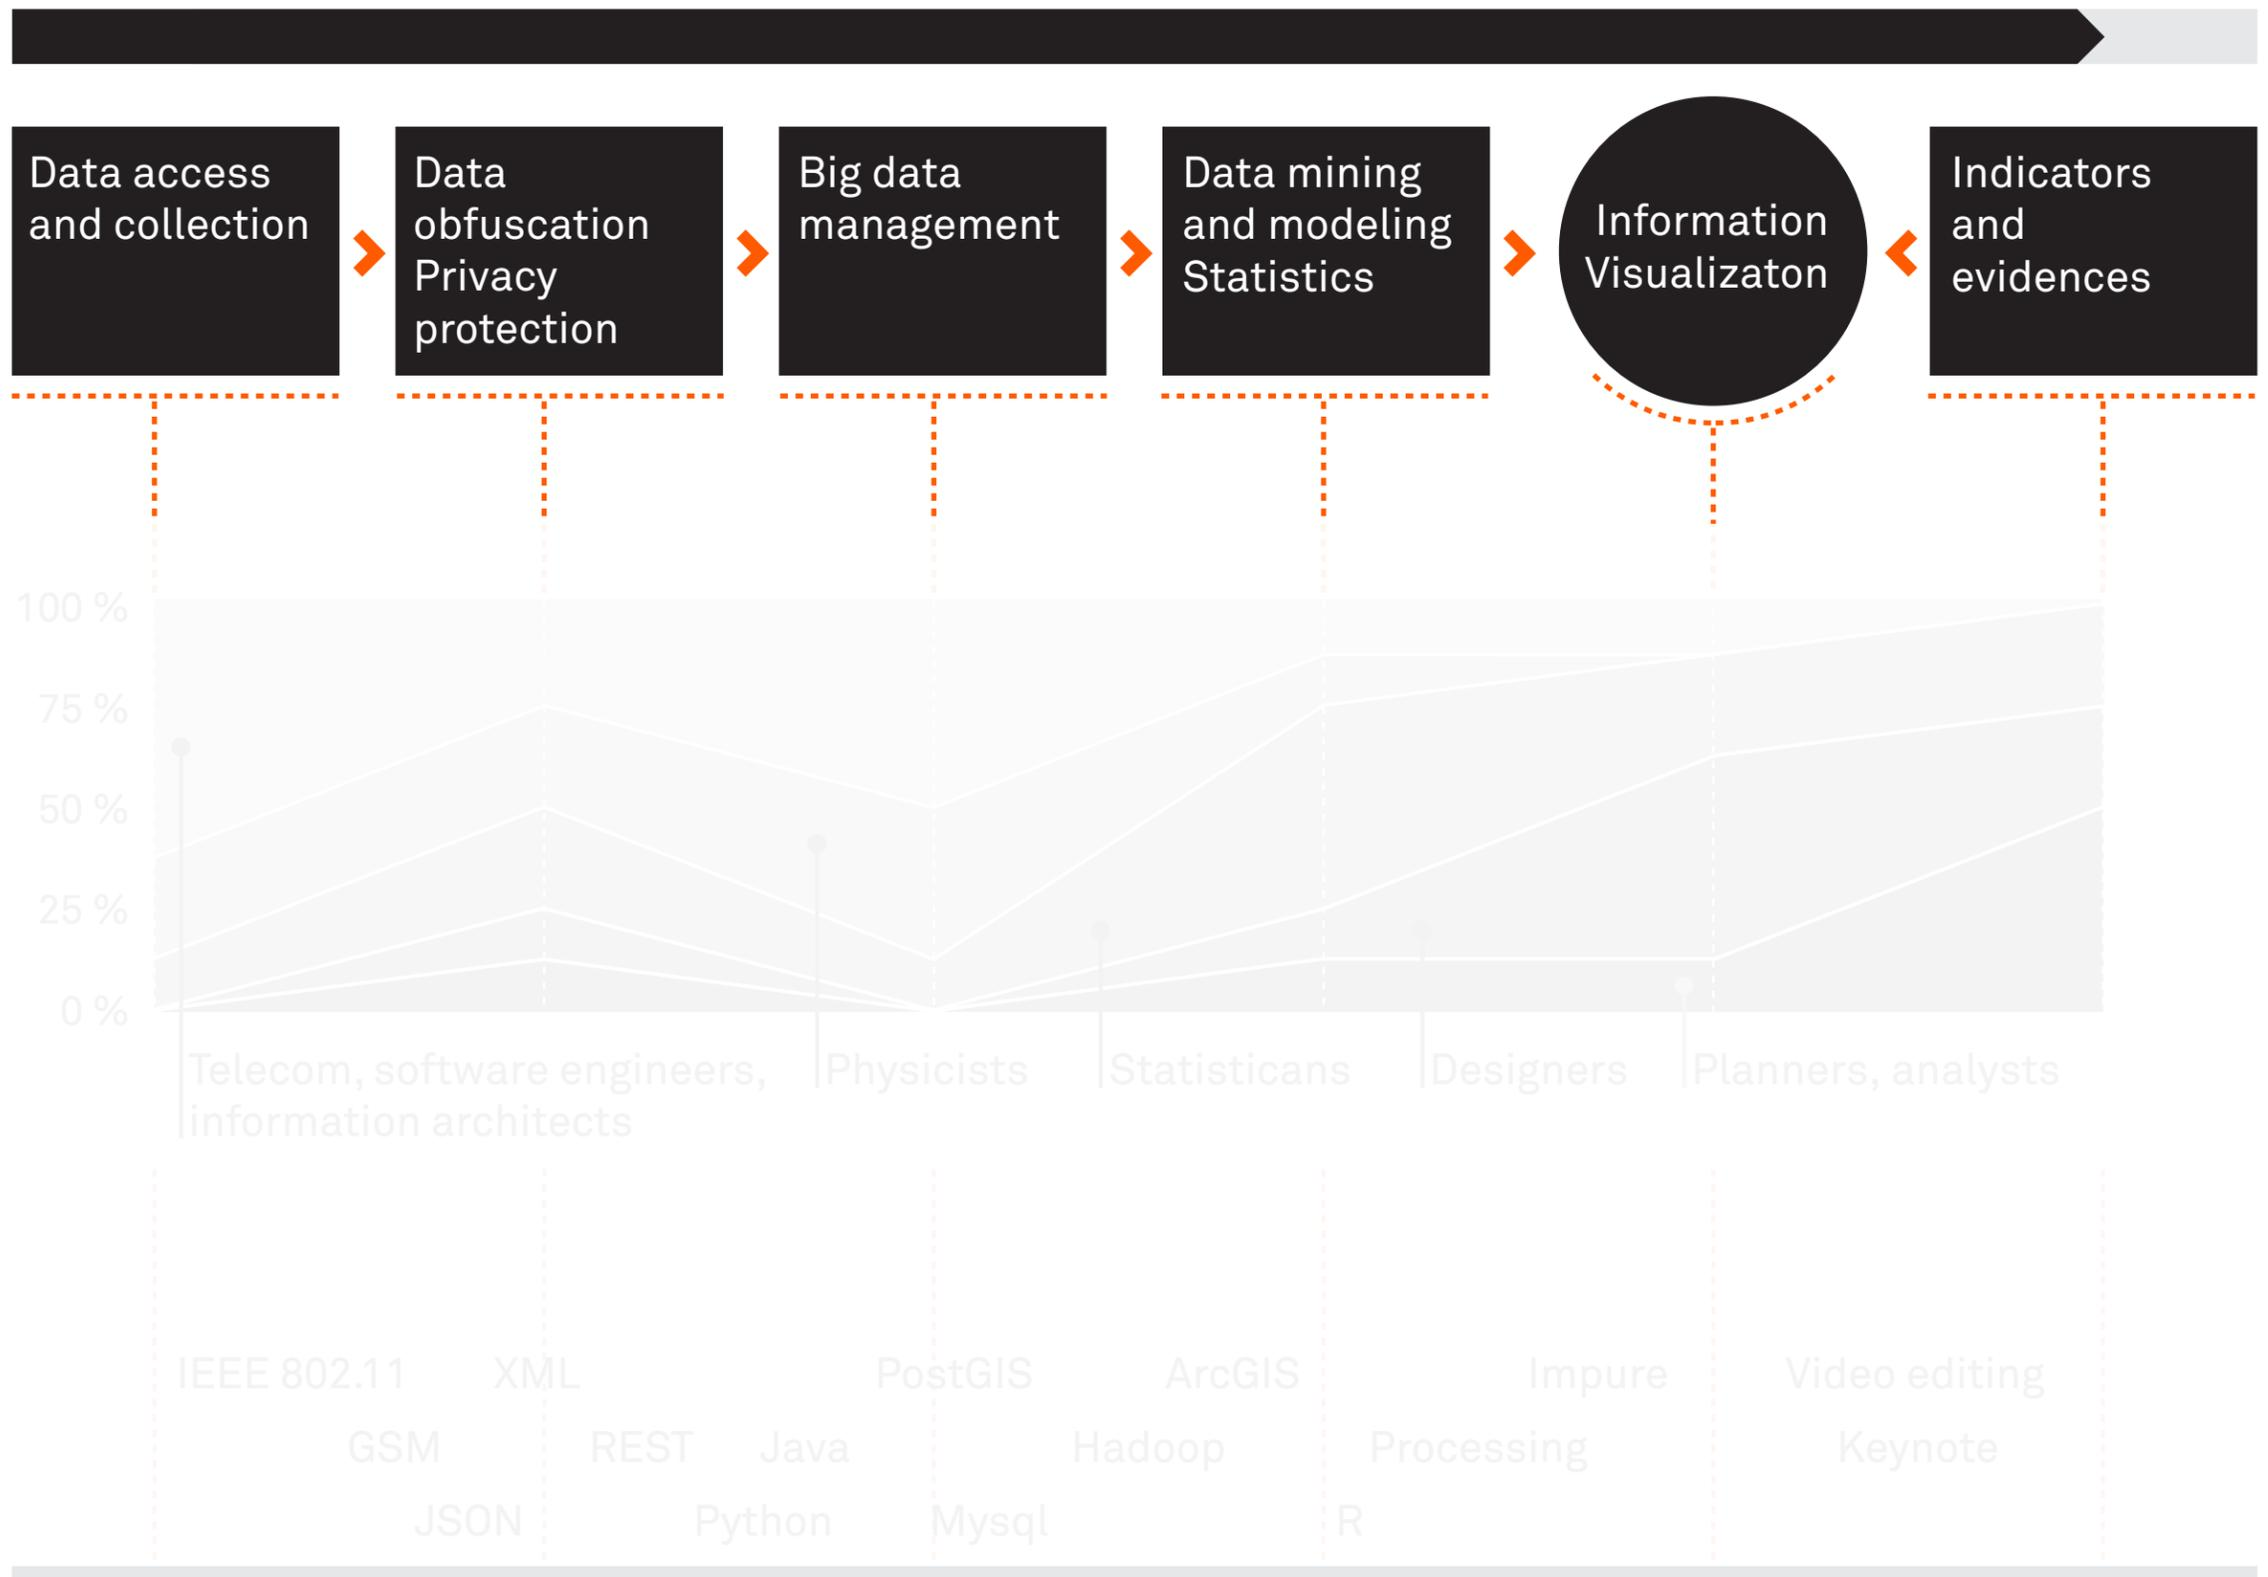 Data access
and collection
Data
obfuscation
Privacy
protection
Big data
management
Data mining
and modeling
Statistics
Information
Visualizaton
Indicators
and
evidences
100 %
75 %
50 %
25 %
0 %
Telecom, software engineers,
information architects
Physicists
Statisticans
Designers
Planners, analysts
IEEE 802.11
XML
PostGIS
ArcGIS
Impure
Video editing
GSM
REST
Java
Hadoop
Processing
Keynote
JSON
Python
Mysql
R